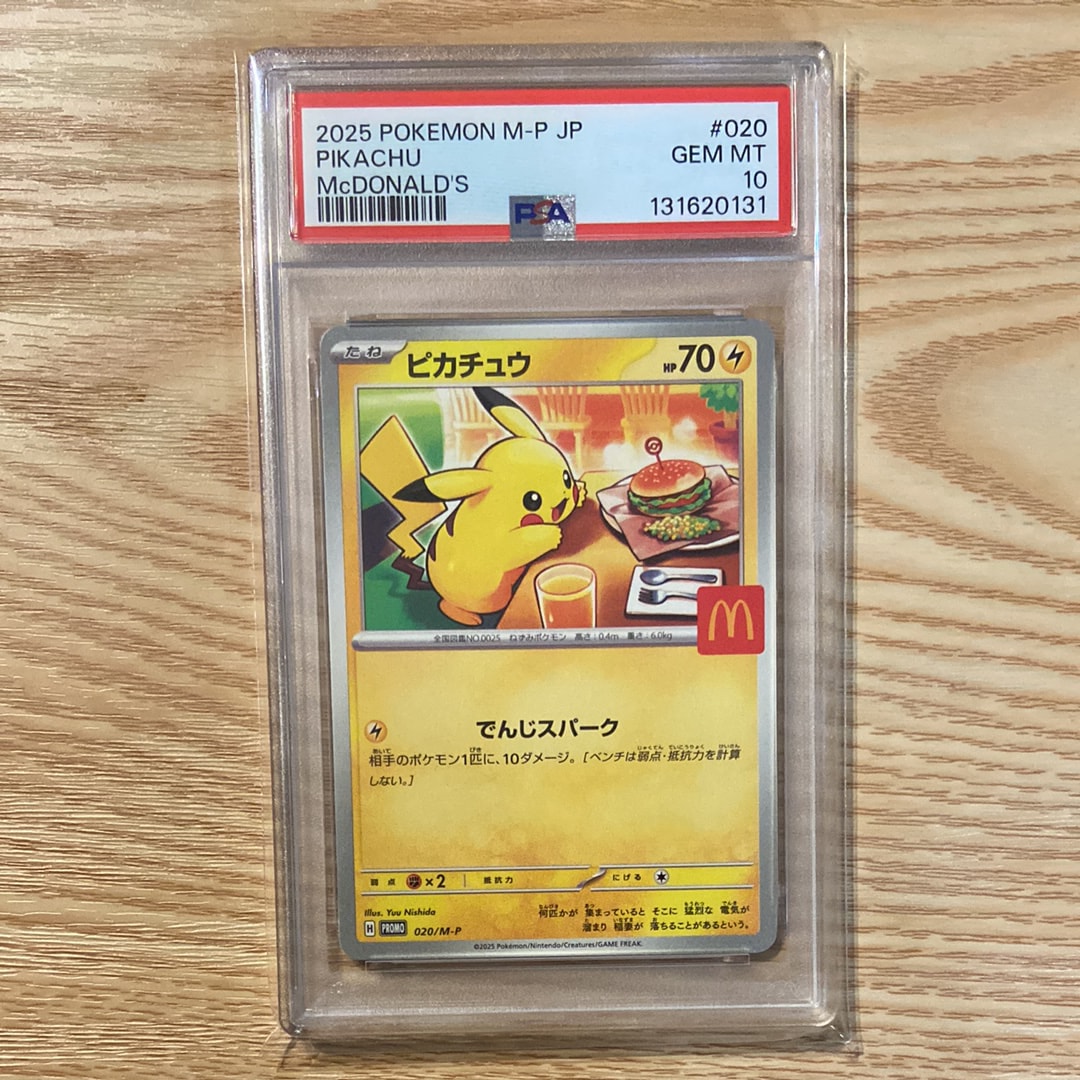 2025 POKEMON M-P JP #020
PIKACHU GEM MT
McDONALD'S 10
PSA 131620131
たね ピカチュウ HP70
全国図鑑NO.0025 ねずみポケモン 高さ:0.4m 重さ:6.0kg
M
でんじスパーク
相手のポケモン1匹に、10ダメージ。[ベンチは弱点・抵抗力を計算
しない。]
弱点 ×2 抵抗力 にげる
Illus. Yuu Nishida
何匹かが 集まっていると そこに 猛烈な 電気が
溜まり 稲妻が 落ちることがあるという。
H PROMO 020/M-P
©2025 Pokémon/Nintendo/Creatures/GAME FREAK.